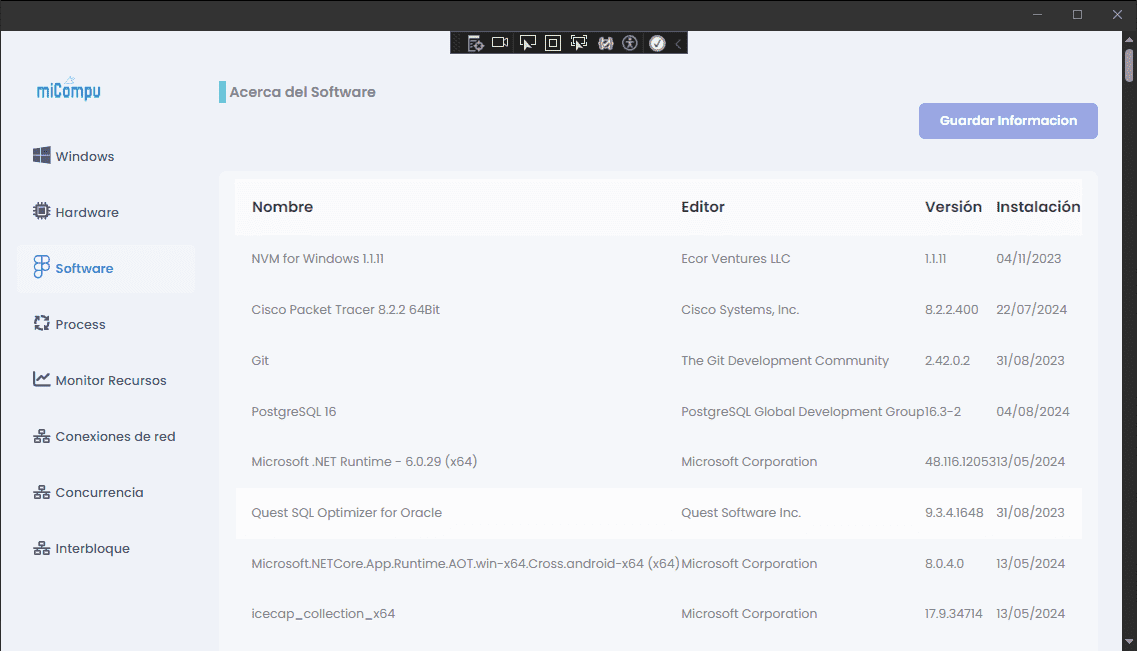 miCompu
Acerca del Software
Guardar Informacion
Windows
Hardware
Software
Process
Monitor Recursos
Conexiones de red
Concurrencia
Interbloque
Nombre Editor Versión Instalación
NVM for Windows 1.1.11 Ecor Ventures LLC 1.1.11 04/11/2023
Cisco Packet Tracer 8.2.2 64Bit Cisco Systems, Inc. 8.2.2.400 22/07/2024
Git The Git Development Community 2.42.0.2 31/08/2023
PostgreSQL 16 PostgreSQL Global Development Group 16.3-2 04/08/2024
Microsoft .NET Runtime - 6.0.29 (x64) Microsoft Corporation 48.116.12053 13/05/2024
Quest SQL Optimizer for Oracle Quest Software Inc. 9.3.4.1648 31/08/2023
Microsoft.NETCore.App.Runtime.AOT.win-x64.Cross.android-x64 (x64) Microsoft Corporation 8.0.4.0 13/05/2024
icecap_collection_x64 Microsoft Corporation 17.9.34714 13/05/2024